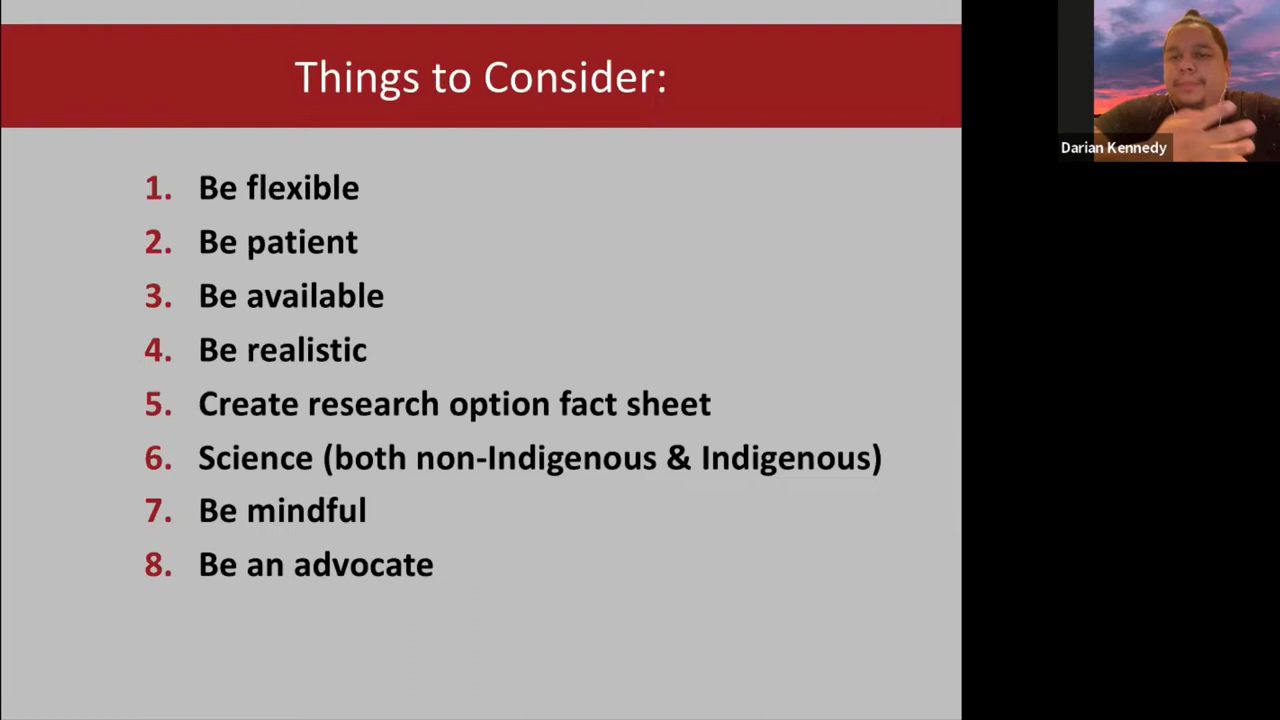 Things to Consider:
1. Be flexible
2. Be patient
3. Be available
4. Be realistic
5. Create research option fact sheet
6. Science (both non-Indigenous & Indigenous)
7. Be mindful
8. Be an advocate
Darian Kennedy